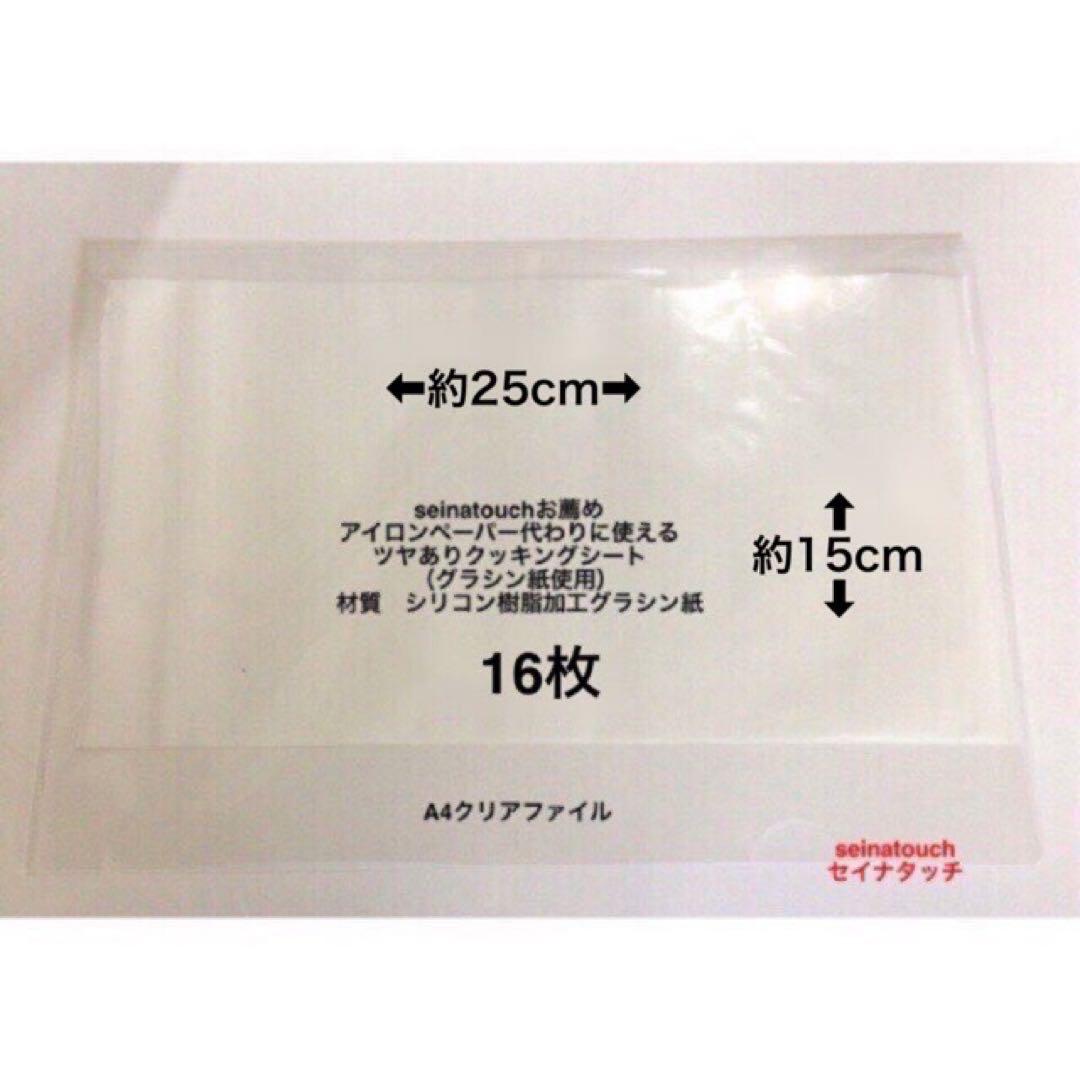 ⬅約25cm➡
seinatouchお薦め
アイロンペーパー代わりに使える
ツヤありクッキングシート
(グラシン紙使用)
材質　シリコン樹脂加工グラシン紙
⬆
約15cm
⬇
16枚
A4クリアファイル
seinatouch
セイナタッチ